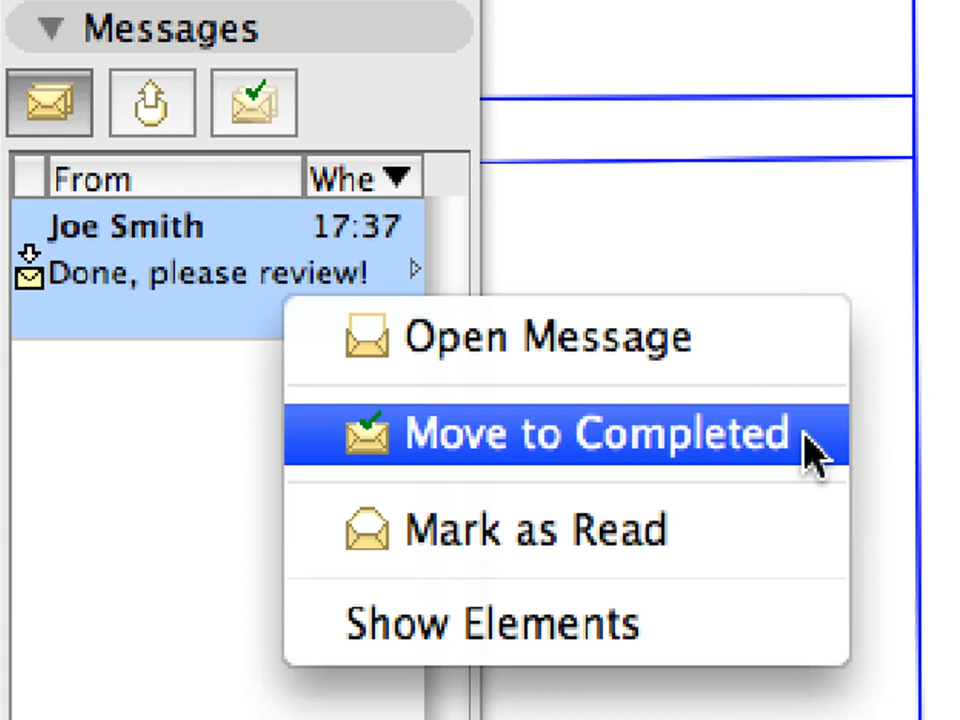 Messages
From Whe
Joe Smith 17:37
Done, please review!
Open Message
Move to Completed
Mark as Read
Show Elements